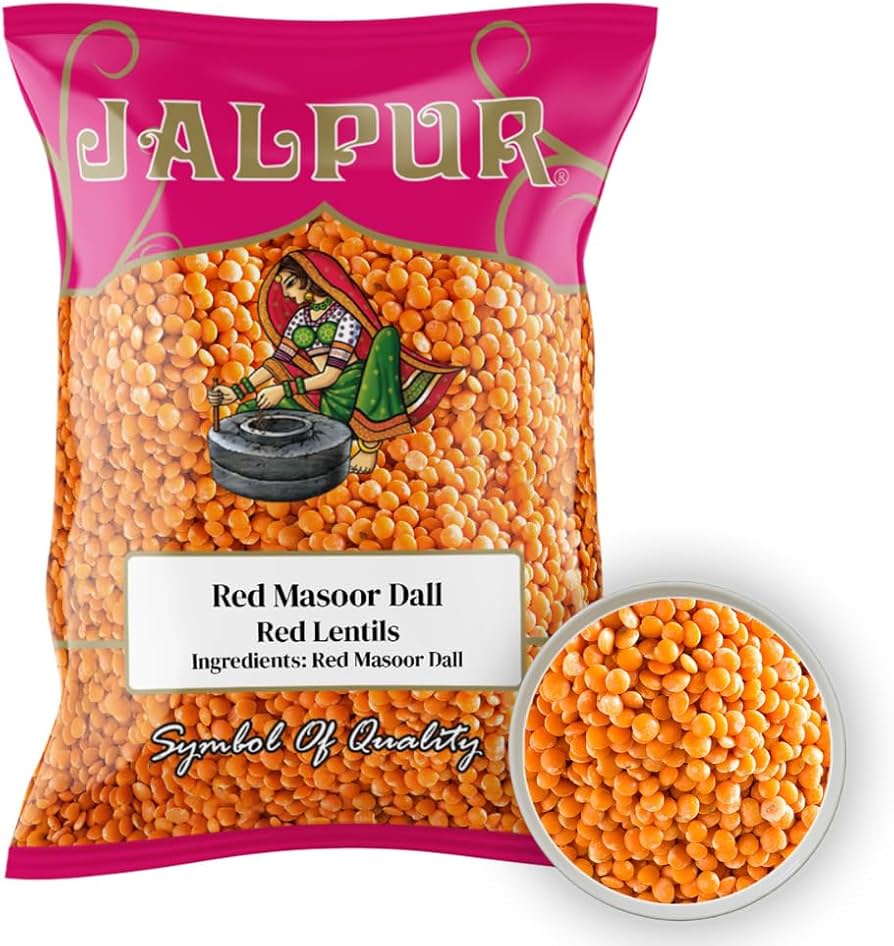 JALPUR®
Red Masoor Dall
Red Lentils
Ingredients: Red Masoor Dall
Symbol Of Quality